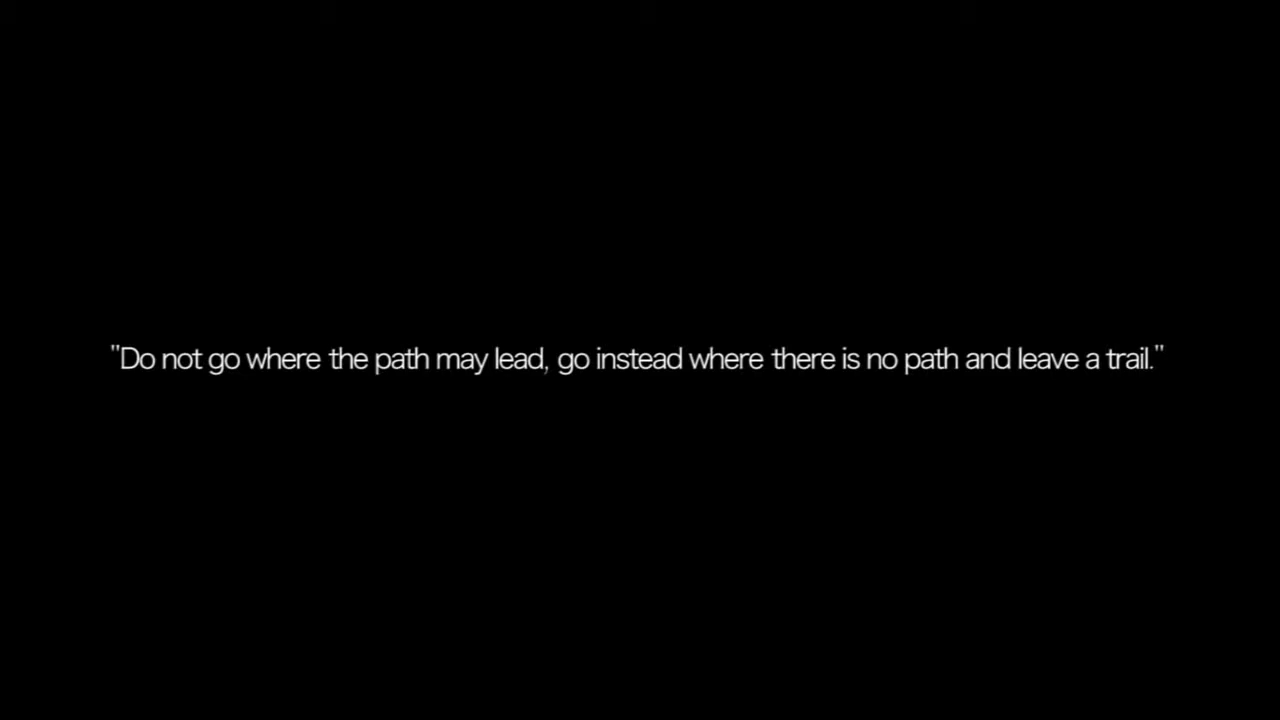 "Do not go where the path may lead, go instead where there is no path and leave a trail."